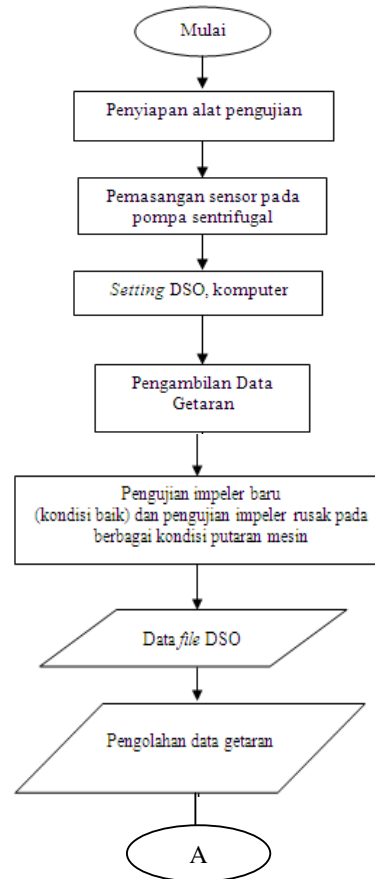 Mulai
Penyiapan alat pengujian
Pemasangan sensor pada
pompa sentrifugal
Setting DSO, komputer
Pengambilan Data
Getaran
Pengujian impeler baru
(kondisi baik) dan pengujian impeler rusak pada
berbagai kondisi putaran mesin
Data file DSO
Pengolahan data getaran
A